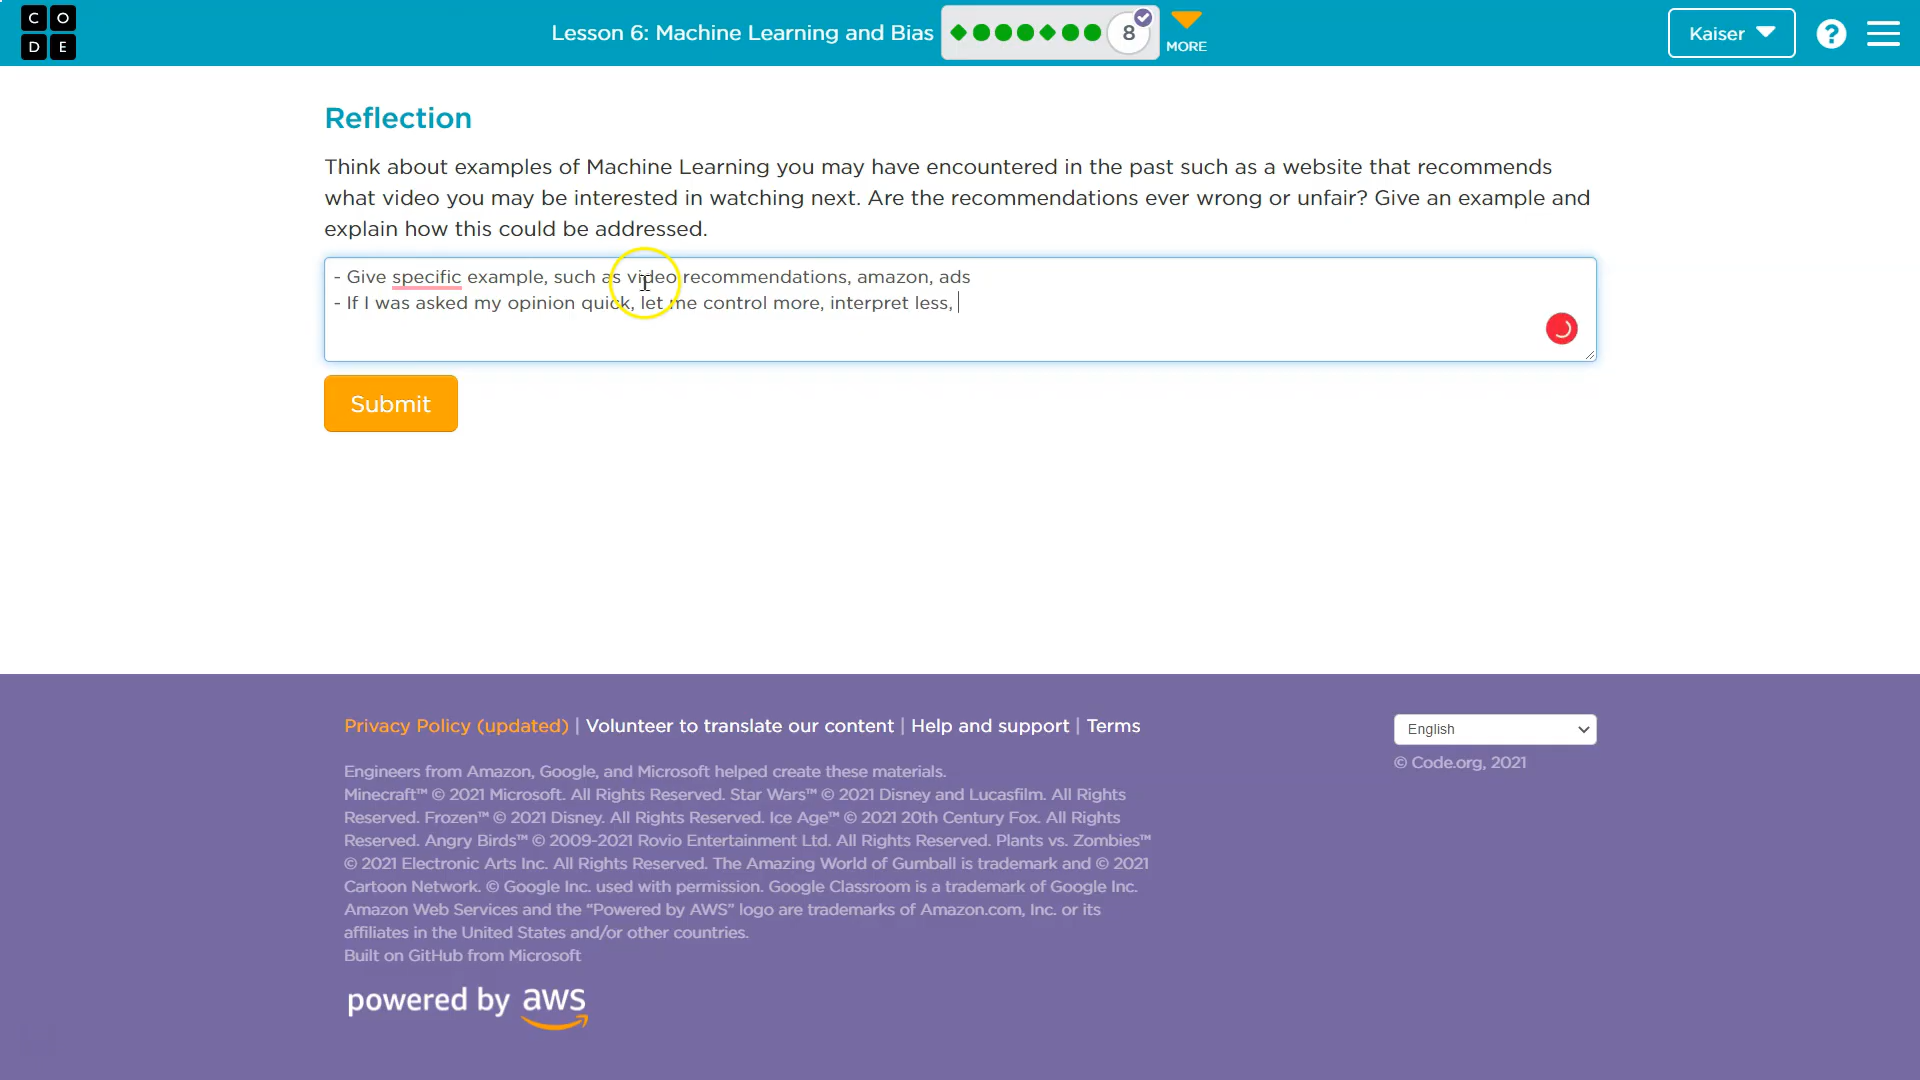 CODE
Lesson 6: Machine Learning and Bias
8
MORE
Kaiser
?
Reflection
Think about examples of Machine Learning you may have encountered in the past such as a website that recommends
what video you may be interested in watching next. Are the recommendations ever wrong or unfair? Give an example and
explain how this could be addressed.
- Give specific example, such as video recommendations, amazon, ads
- If I was asked my opinion quick, let me control more, interpret less,
Submit
Privacy Policy (updated) | Volunteer to translate our content | Help and support | Terms
English
© Code.org, 2021
Engineers from Amazon, Google, and Microsoft helped create these materials.
Minecraft™ © 2021 Microsoft. All Rights Reserved. Star Wars™ © 2021 Disney and Lucasfilm. All Rights
Reserved. Frozen™ © 2021 Disney. All Rights Reserved. Ice Age™ © 2021 20th Century Fox. All Rights
Reserved. Angry Birds™ © 2009-2021 Rovio Entertainment Ltd. All Rights Reserved. Plants vs. Zombies™
© 2021 Electronic Arts Inc. All Rights Reserved. The Amazing World of Gumball is trademark and © 2021
Cartoon Network. © Google Inc. used with permission. Google Classroom is a trademark of Google Inc.
Amazon Web Services and the “Powered by AWS” logo are trademarks of Amazon.com, Inc. or its
affiliates in the United States and/or other countries.
Built on GitHub from Microsoft
powered by aws